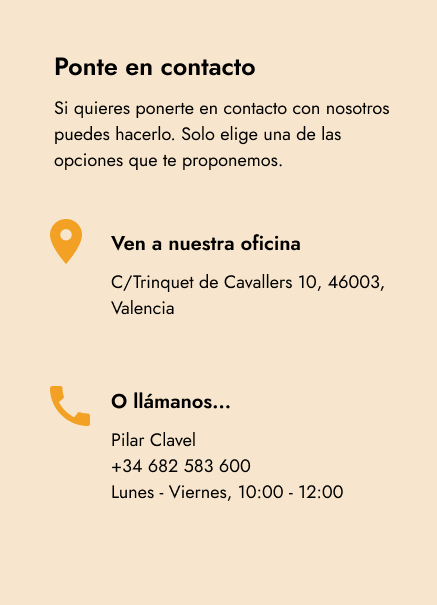 Ponte en contacto
Si quieres ponerte en contacto con nosotros
puedes hacerlo. Solo elige una de las
opciones que te proponemos.
Ven a nuestra oficina
C/Trinquet de Cavallers 10, 46003,
Valencia
O llámanos...
Pilar Clavel
+34 682 583 600
Lunes - Viernes, 10:00 - 12:00